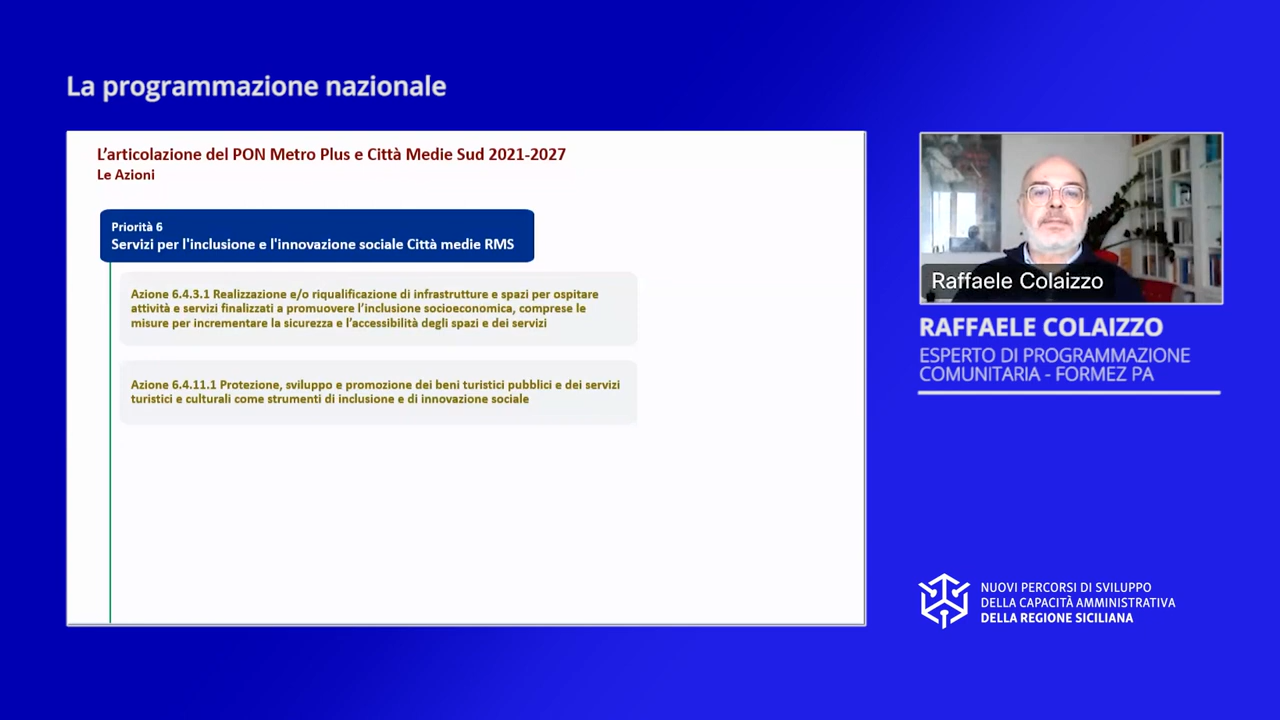 La programmazione nazionale
L'articolazione del PON Metro Plus e Città Medie Sud 2021-2027
Le Azioni
Priorità 6
Servizi per l'inclusione e l'innovazione sociale Città medie RMS
Azione 6.4.3.1 Realizzazione e/o riqualificazione di infrastrutture e spazi per ospitare
attività e servizi finalizzati a promuovere l'inclusione socioeconomica, comprese le
misure per incrementare la sicurezza e l'accessibilità degli spazi e dei servizi
Azione 6.4.11.1 Protezione, sviluppo e promozione dei beni turistici pubblici e dei servizi
turistici e culturali come strumenti di inclusione e di innovazione sociale
Raffaele Colaizzo
RAFFAELE COLAIZZO
ESPERTO DI PROGRAMMAZIONE
COMUNITARIA - FORMEZ PA
NUOVI PERCORSI DI SVILUPPO
DELLA CAPACITÀ AMMINISTRATIVA
DELLA REGIONE SICILIANA